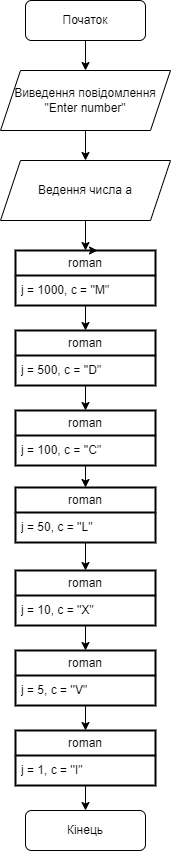 Початок
Виведення повідомлення
"Enter number"
Ведення числа a
roman
j = 1000, c = "M"
roman
j = 500, c = "D"
roman
j = 100, c = "C"
roman
j = 50, c = "L"
roman
j = 10, c = "X"
roman
j = 5, c = "V"
roman
j = 1, c = "I"
Кінець